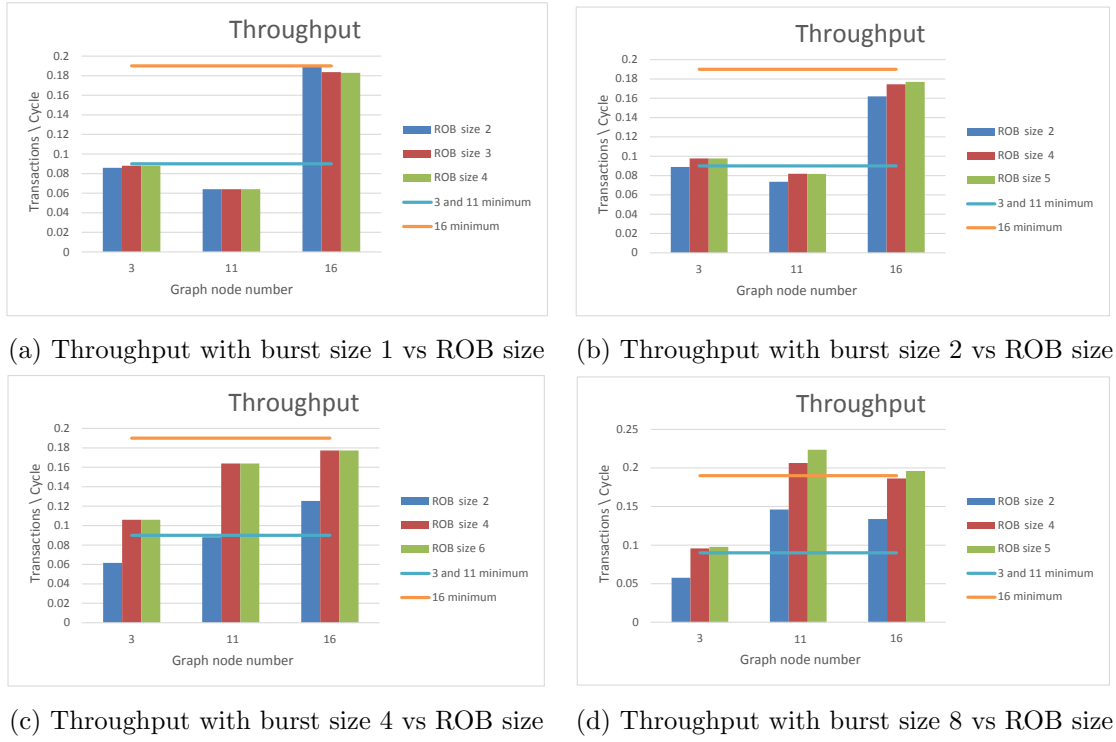 Throughput
Transactions \ Cycle
0.2
0.18
0.16
0.14
0.12
0.1
0.08
0.06
0.04
0.02
0
3
11
16
Graph node number
ROB size 2
ROB size 3
ROB size 4
3 and 11 minimum
16 minimum
(a) Throughput with burst size 1 vs ROB size
Throughput
Transactions \ Cycle
0.2
0.18
0.16
0.14
0.12
0.1
0.08
0.06
0.04
0.02
0
3
11
16
Graph node number
ROB size 2
ROB size 4
ROB size 5
3 and 11 minimum
16 minimum
(b) Throughput with burst size 2 vs ROB size
Throughput
Transactions \ Cycle
0.2
0.18
0.16
0.14
0.12
0.1
0.08
0.06
0.04
0.02
0
3
11
16
Graph node number
ROB size 2
ROB size 4
ROB size 6
3 and 11 minimum
16 minimum
(c) Throughput with burst size 4 vs ROB size
Throughput
Transactions \ Cycle
0.25
0.2
0.15
0.1
0.05
0
3
11
16
Graph node number
ROB size 2
ROB size 4
ROB size 5
3 and 11 minimum
16 minimum
(d) Throughput with burst size 8 vs ROB size